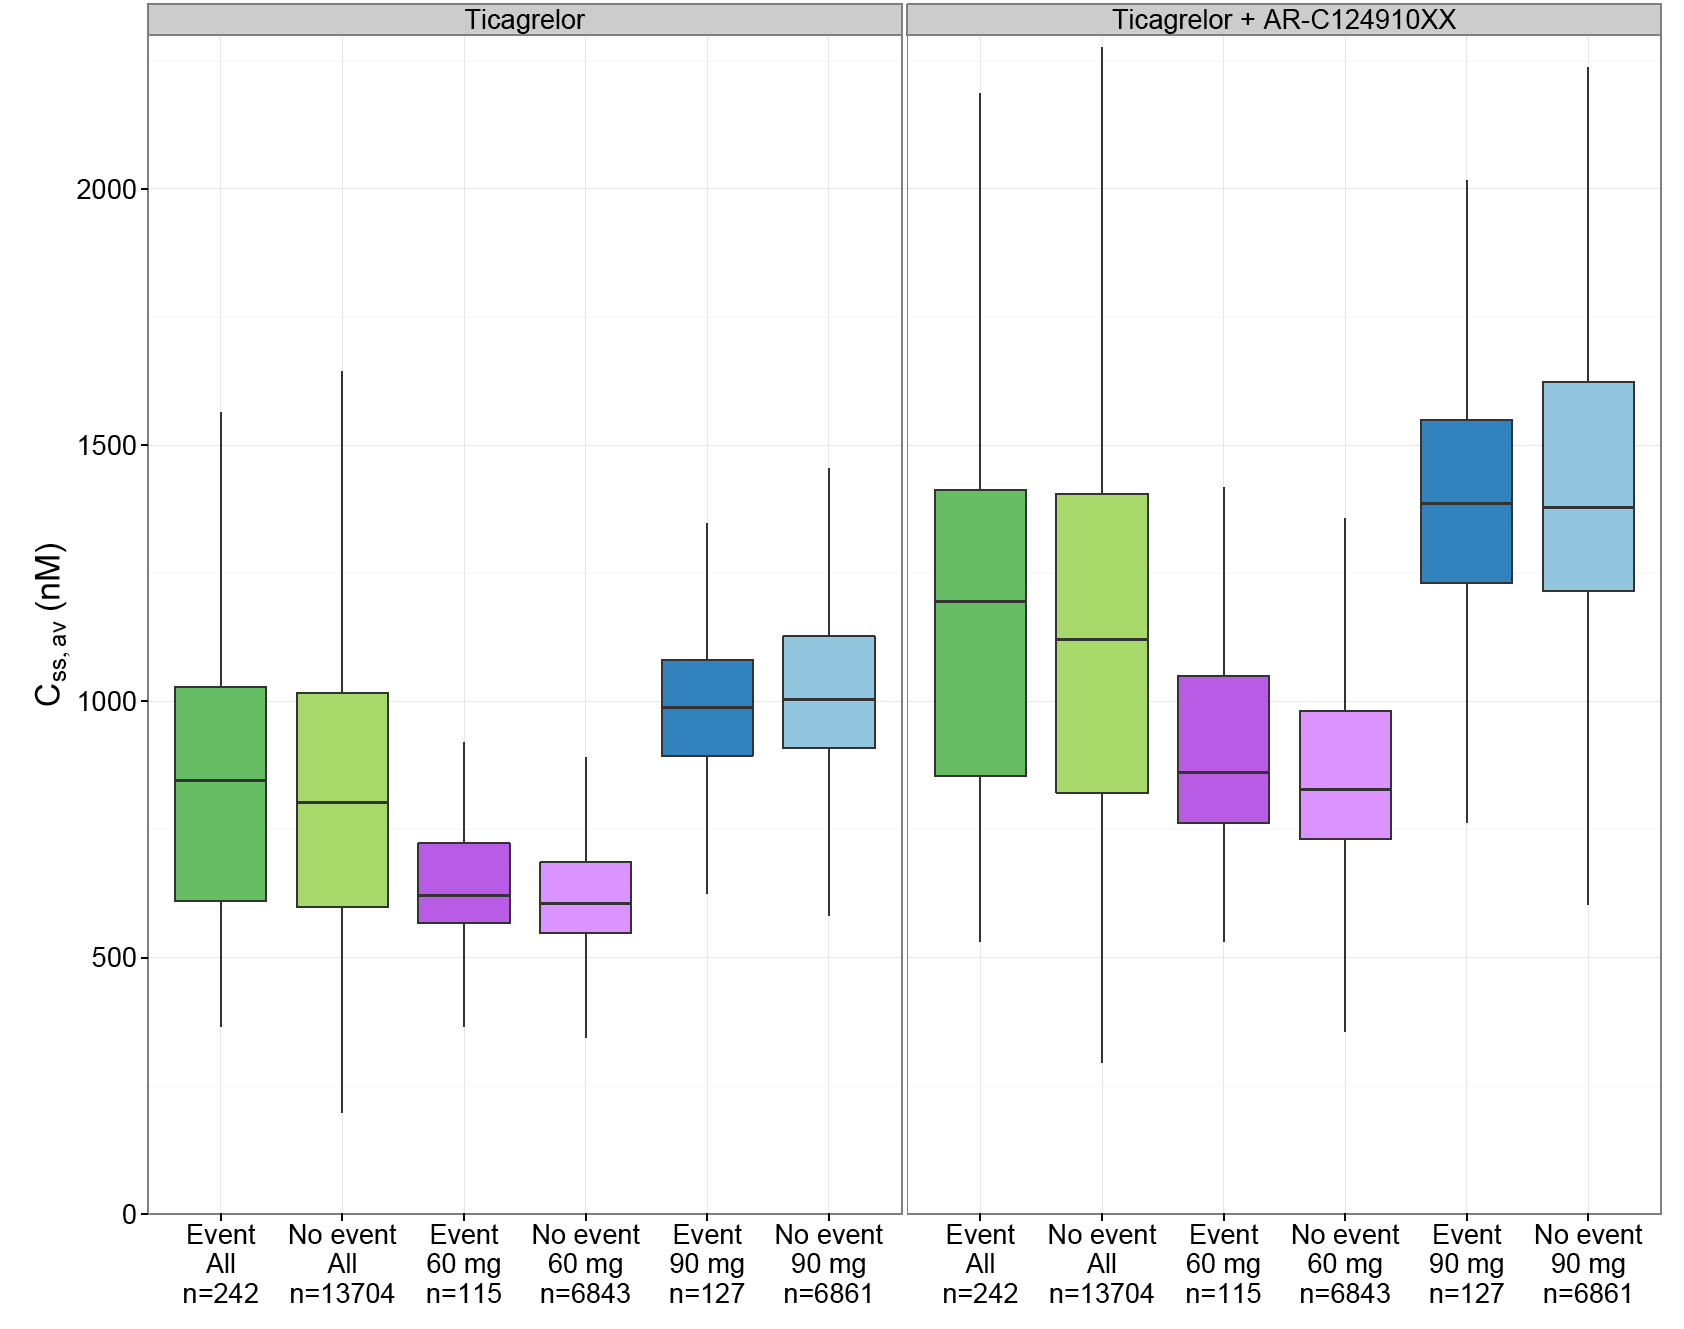 Ticagrelor
Ticagrelor + AR-C124910XX
Css, av (nM)
2000
1500
1000
500
0
Event No event Event No event Event No event Event No event Event No event Event No event
All All 60 mg 60 mg 90 mg 90 mg All All 60 mg 60 mg 90 mg 90 mg
n=242 n=13704 n=115 n=6843 n=127 n=6861 n=242 n=13704 n=115 n=6843 n=127 n=6861